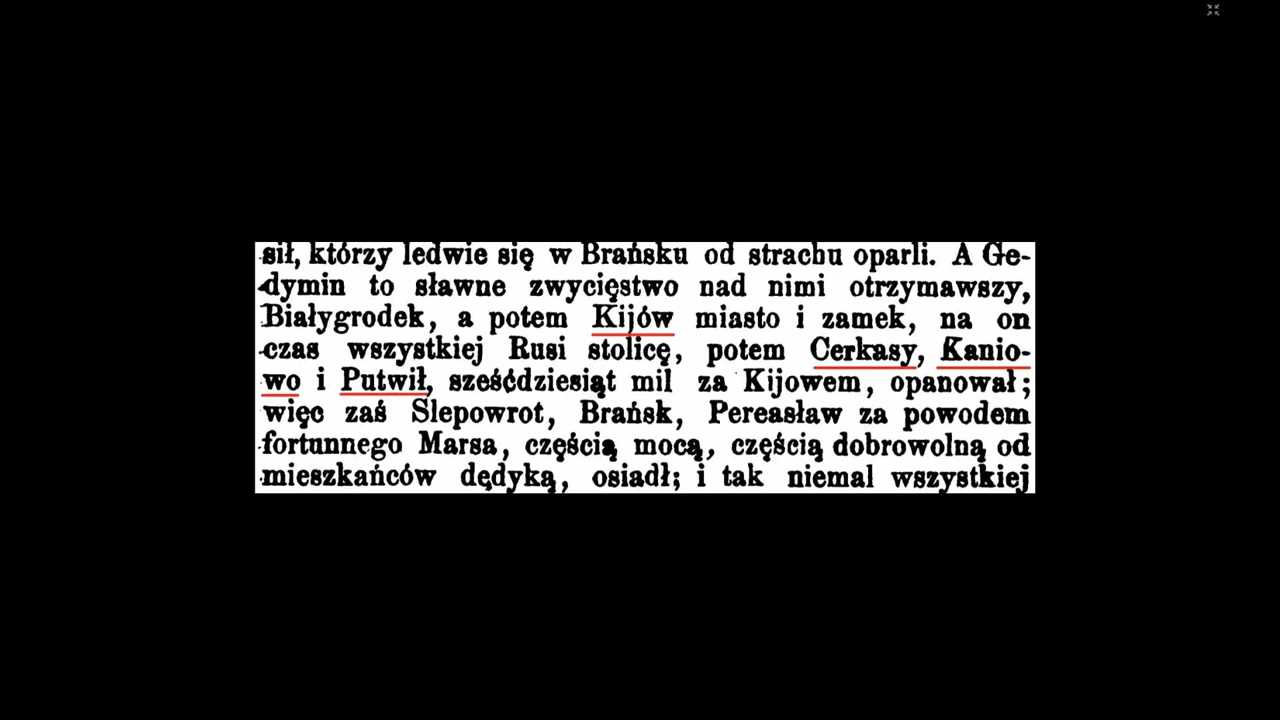 sił, którzy ledwie się w Brańsku od strachu oparli. A Ge-
dymin to sławne zwycięstwo nad nimi otrzymawszy,
Białygrodek, a potem Kijów miasto i zamek, na on
czas wszystkiej Rusi stolicę, potem Cerkasy, Kanio-
wo i Putwił, sześćdziesiąt mil za Kijowem, opanował;
więc zaś Slepowrot, Brańsk, Pereasław za powodem
fortunnego Marsa, częścią mocą, częścią dobrowolną od
mieszkańców dędyką, osiadł; i tak niemal wszystkiej